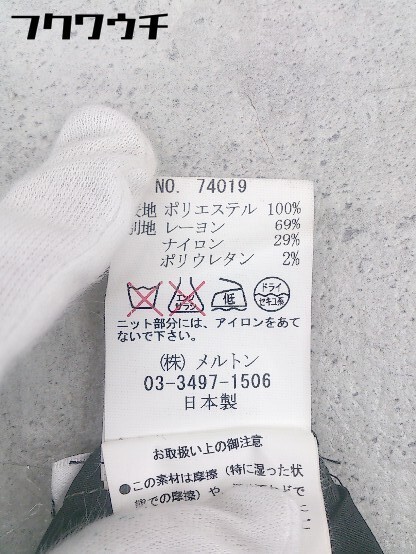 フクワウチ
NO. 74019
地 ポリエステル 100%
別地 レーヨン 69%
ナイロン 29%
ポリウレタン 2%
エンソ
サラシ
低
ドライ
セキユ系
ニット部分には、アイロンをあて
ないで下さい。
(株) メルトン
03-3497-1506
日本製
お取扱い上の御注意
●この素材は摩擦(特に湿った状
態での摩擦)や